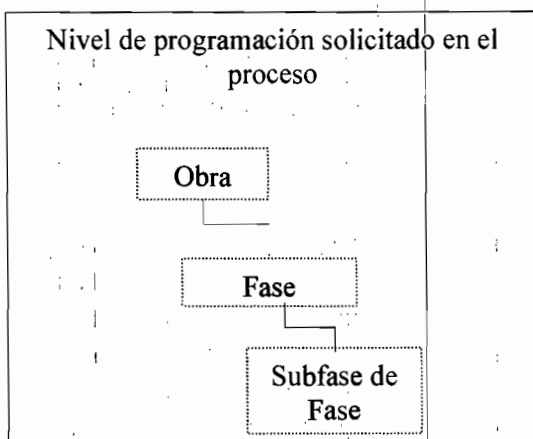 Nivel de programación solicitado en el
proceso
Obra
Fase
Subfase de
Fase